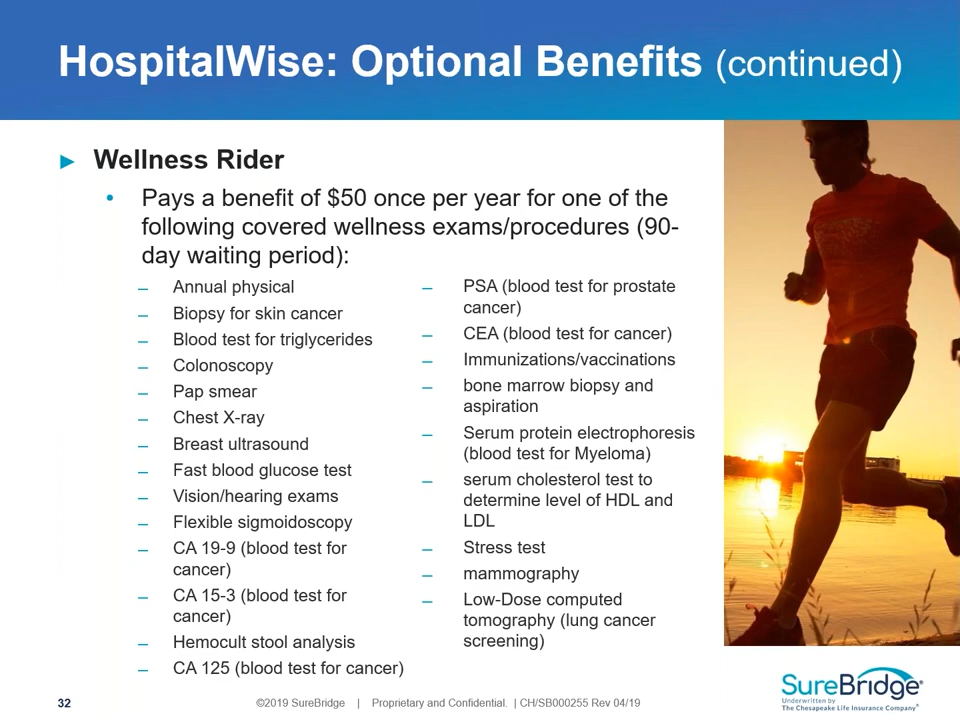 HospitalWise: Optional Benefits (continued)
► Wellness Rider
• Pays a benefit of $50 once per year for one of the
following covered wellness exams/procedures (90-
day waiting period):
– Annual physical
– Biopsy for skin cancer
– Blood test for triglycerides
– Colonoscopy
– Pap smear
– Chest X-ray
– Breast ultrasound
– Fast blood glucose test
– Vision/hearing exams
– Flexible sigmoidoscopy
– CA 19-9 (blood test for
cancer)
– CA 15-3 (blood test for
cancer)
– Hemocult stool analysis
– CA 125 (blood test for cancer)
– PSA (blood test for prostate
cancer)
– CEA (blood test for cancer)
– Immunizations/vaccinations
– bone marrow biopsy and
aspiration
– Serum protein electrophoresis
(blood test for Myeloma)
– serum cholesterol test to
determine level of HDL and
LDL
– Stress test
– mammography
– Low-Dose computed
tomography (lung cancer
screening)
32
©2019 SureBridge | Proprietary and Confidential. | CH/SB000255 Rev 04/19
SureBridge®
Underwritten by
The Chesapeake Life Insurance Company®